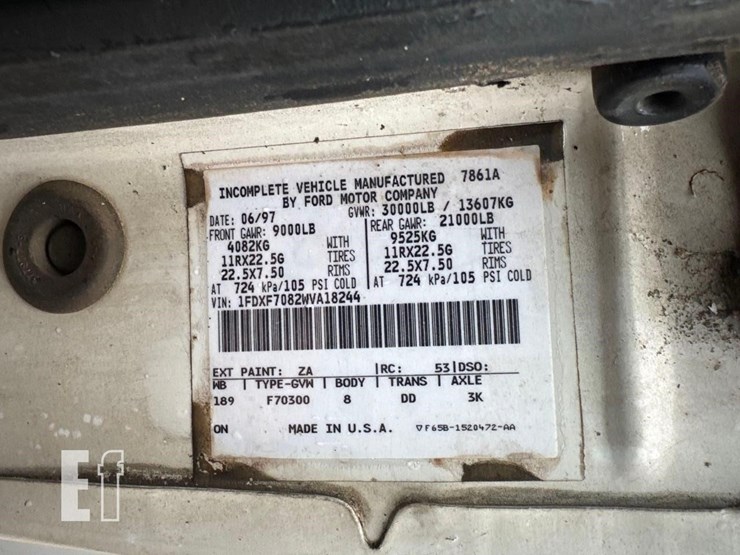 INCOMPLETE VEHICLE MANUFACTURED 7861A
BY FORD MOTOR COMPANY
DATE: 06/97 GVWR: 30000LB / 13607KG
FRONT GAWR: 9000LB REAR GAWR: 21000LB
4082KG WITH 9525KG WITH
11RX22.5G TIRES 11RX22.5G TIRES
22.5X7.50 RIMS 22.5X7.50 RIMS
AT 724 kPa/105 PSI COLD AT 724 kPa/105 PSI COLD
VIN: 1FDXF7082WVA18244
EXT PAINT: ZA RC: 53 DSO:
WB TYPE-GVW BODY TRANS AXLE
189 F70300 8 DD 3K
ON MADE IN U.S.A. F65B-1520472-AA
Ef